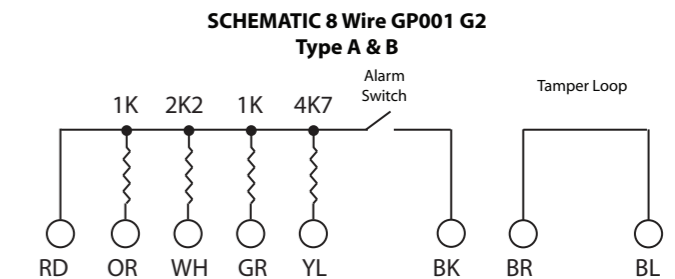 SCHEMATIC 8 Wire GP001 G2
Type A & B
Alarm
Switch
Tamper Loop
1K 2K2 1K 4K7
RD OR WH GR YL BK BR BL